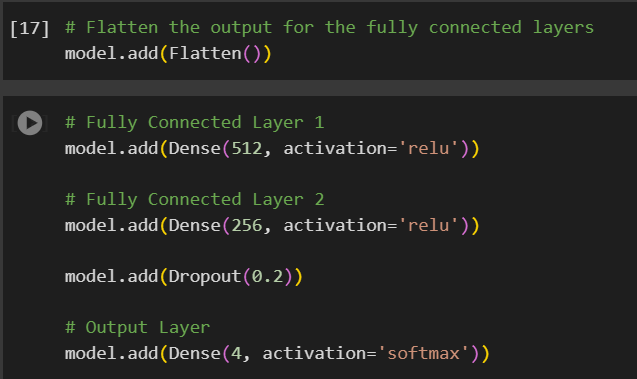 [17] # Flatten the output for the fully connected layers
model.add(Flatten())
# Fully Connected Layer 1
model.add(Dense(512, activation='relu'))
# Fully Connected Layer 2
model.add(Dense(256, activation='relu'))
model.add(Dropout(0.2))
# Output Layer
model.add(Dense(4, activation='softmax'))